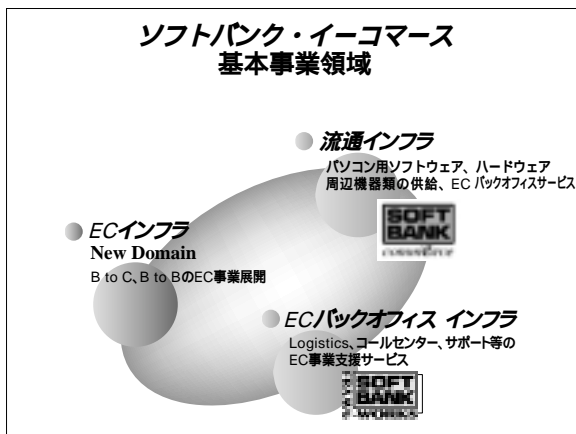 ソフトバンク・イーコマース
基本事業領域
流通インフラ
パソコン用ソフトウェア、ハードウェア
周辺機器類の供給、EC バックオフィスサービス
SOFT
BANK
ECインフラ
New Domain
B to C、B to BのEC事業展開
ECバックオフィス インフラ
Logistics、コールセンター、サポート等の
EC事業支援サービス
SOFT
BANK